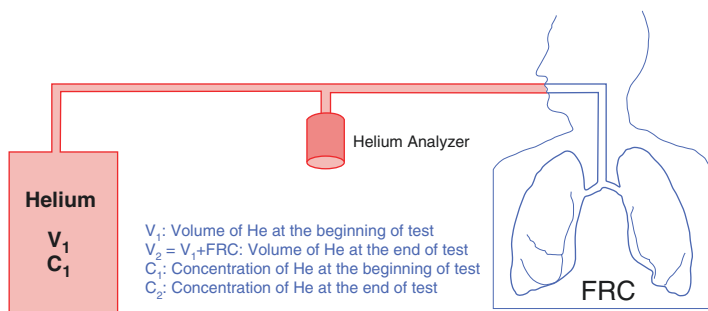 Helium
V₁
C₁
Helium Analyzer
V₁: Volume of He at the beginning of test
V₂ = V₁+FRC: Volume of He at the end of test
C₁: Concentration of He at the beginning of test
C₂: Concentration of He at the end of test
FRC